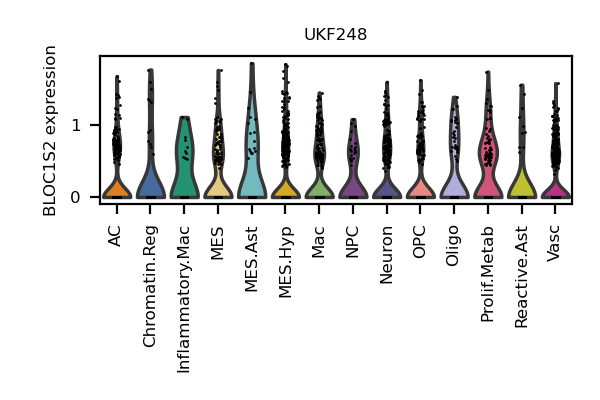 UKF248
BLOC1S2 expression
1
0
AC
Chromatin.Reg
Inflammatory.Mac
MES
MES.Ast
MES.Hyp
Mac
NPC
Neuron
OPC
Oligo
Prolif.Metab
Reactive.Ast
Vasc